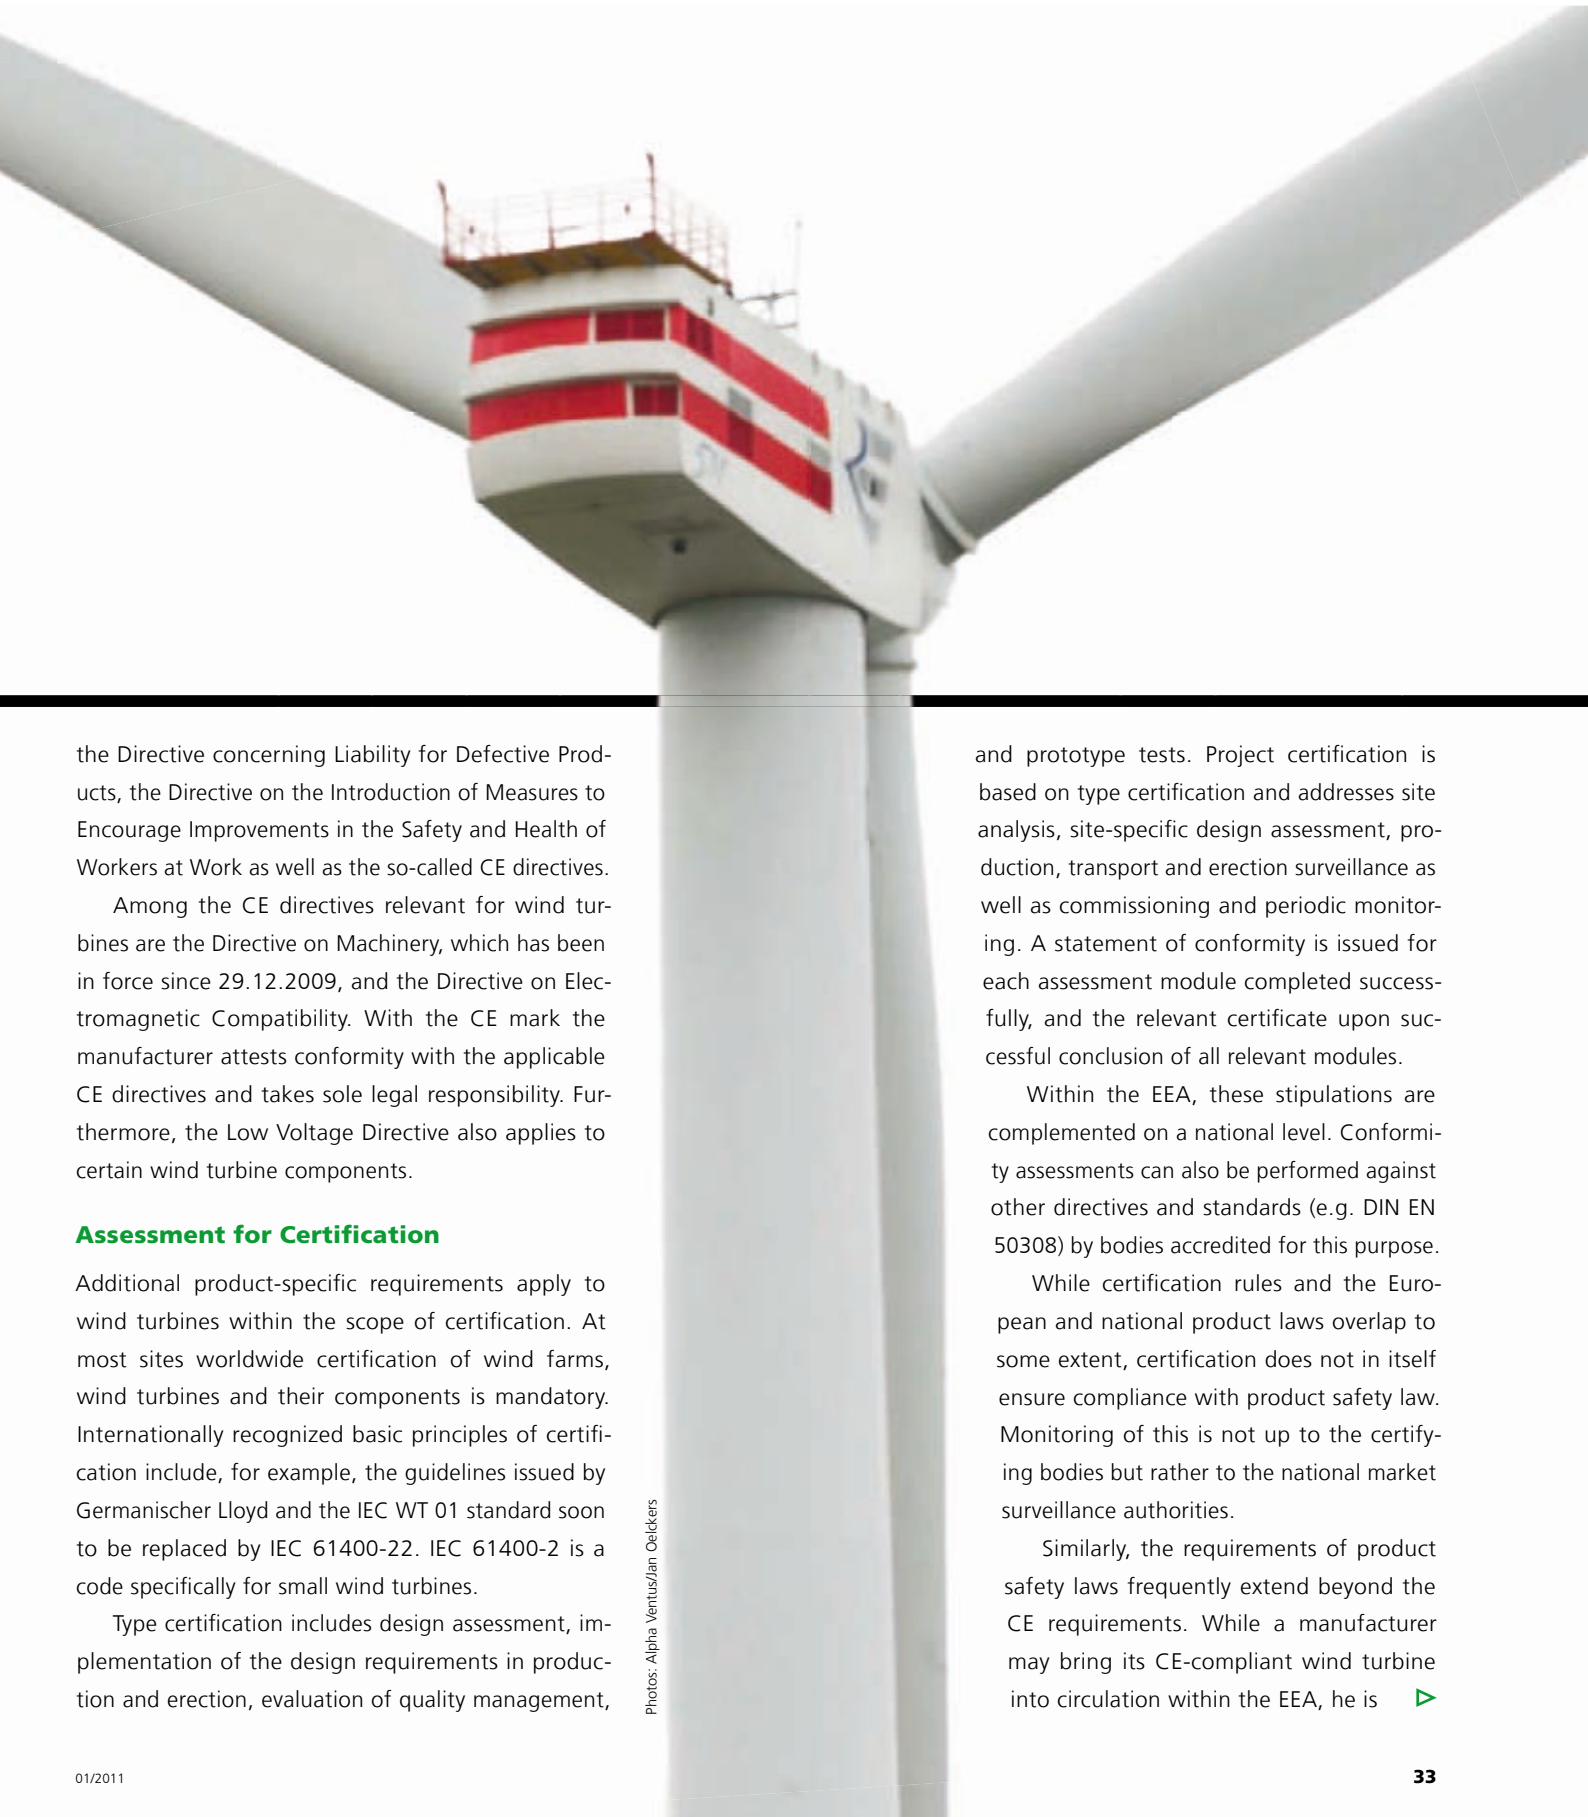 the Directive concerning Liability for Defective Prod-
ucts, the Directive on the Introduction of Measures to
Encourage Improvements in the Safety and Health of
Workers at Work as well as the so-called CE directives.
Among the CE directives relevant for wind tur-
bines are the Directive on Machinery, which has been
in force since 29.12.2009, and the Directive on Elec-
tromagnetic Compatibility. With the CE mark the
manufacturer attests conformity with the applicable
CE directives and takes sole legal responsibility. Fur-
thermore, the Low Voltage Directive also applies to
certain wind turbine components.
Assessment for Certification
Additional product-specific requirements apply to
wind turbines within the scope of certification. At
most sites worldwide certification of wind farms,
wind turbines and their components is mandatory.
Internationally recognized basic principles of certifi-
cation include, for example, the guidelines issued by
Germanischer Lloyd and the IEC WT 01 standard soon
to be replaced by IEC 61400-22. IEC 61400-2 is a
code specifically for small wind turbines.
Type certification includes design assessment, im-
plementation of the design requirements in produc-
tion and erection, evaluation of quality management,
Photos: Alpha Ventus/Jan Oelckers
and prototype tests. Project certification is
based on type certification and addresses site
analysis, site-specific design assessment, pro-
duction, transport and erection surveillance as
well as commissioning and periodic monitor-
ing. A statement of conformity is issued for
each assessment module completed success-
fully, and the relevant certificate upon suc-
cessful conclusion of all relevant modules.
Within the EEA, these stipulations are
complemented on a national level. Conformi-
ty assessments can also be performed against
other directives and standards (e.g. DIN EN
50308) by bodies accredited for this purpose.
While certification rules and the Euro-
pean and national product laws overlap to
some extent, certification does not in itself
ensure compliance with product safety law.
Monitoring of this is not up to the certify-
ing bodies but rather to the national market
surveillance authorities.
Similarly, the requirements of product
safety laws frequently extend beyond the
CE requirements. While a manufacturer
may bring its CE-compliant wind turbine
into circulation within the EEA, he is
01/2011
33